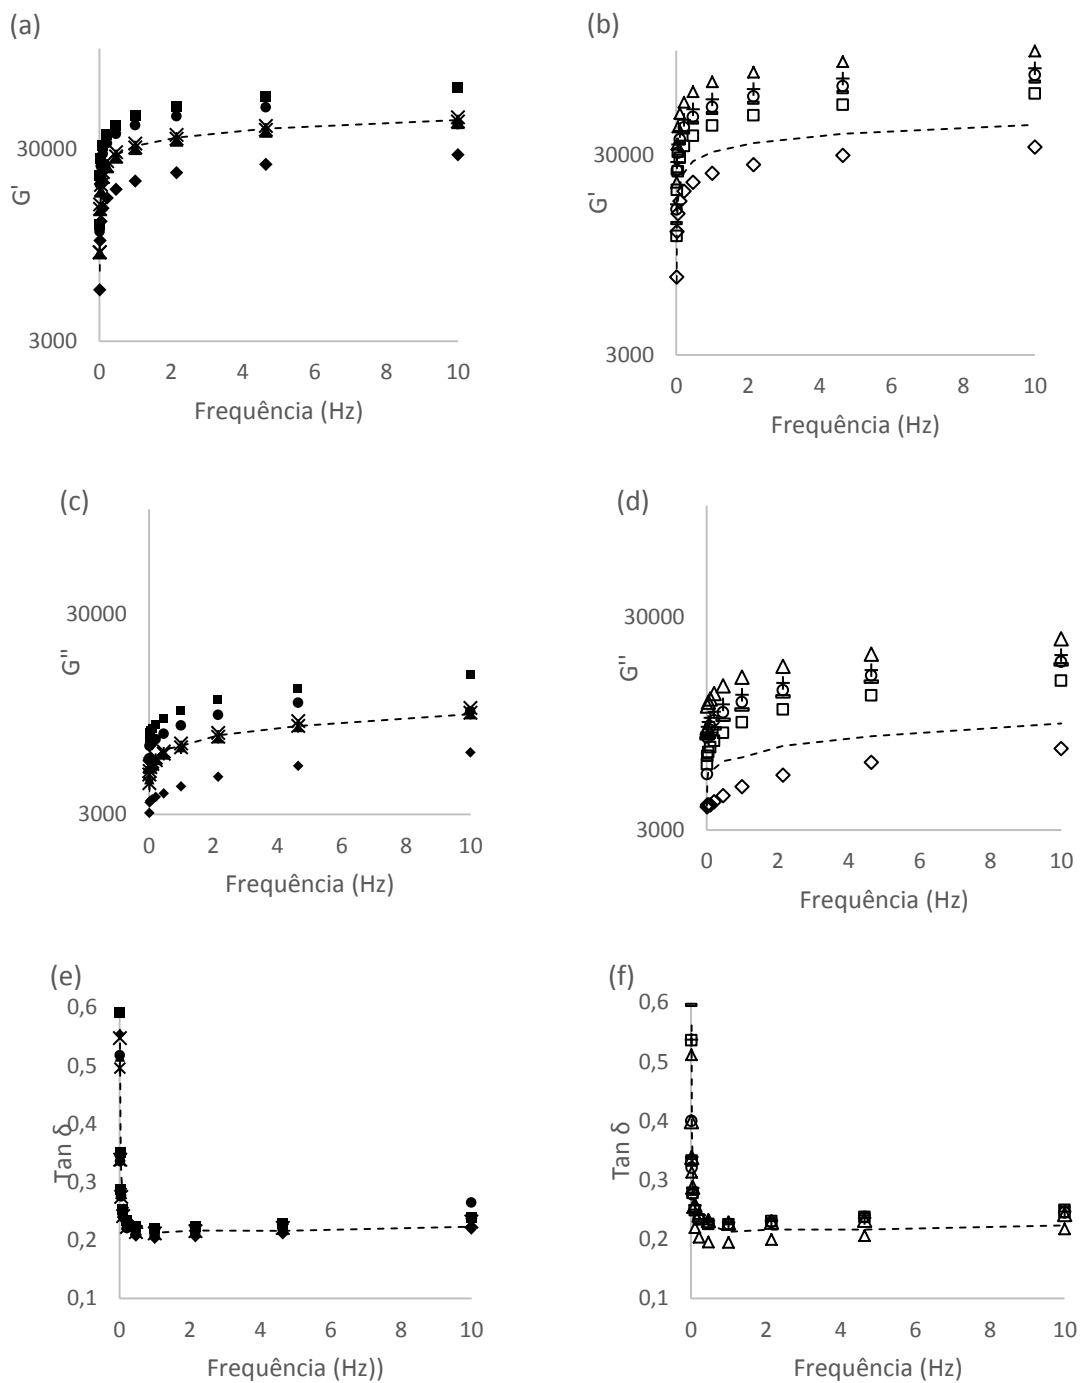 (a)
30000
G'
3000
0 2 4 6 8 10
Frequência (Hz)
(b)
30000
G'
3000
0 2 4 6 8 10
Frequência (Hz)
(c)
30000
G''
3000
0 2 4 6 8 10
Frequência (Hz)
(d)
30000
G''
3000
0 2 4 6 8 10
Frequência (Hz)
(e)
0,6
0,5
0,4
Tan δ
0,3
0,2
0,1
0 2 4 6 8 10
Frequência (Hz))
(f)
0,6
0,5
0,4
Tan δ
0,3
0,2
0,1
0 2 4 6 8 10
Frequência (Hz)